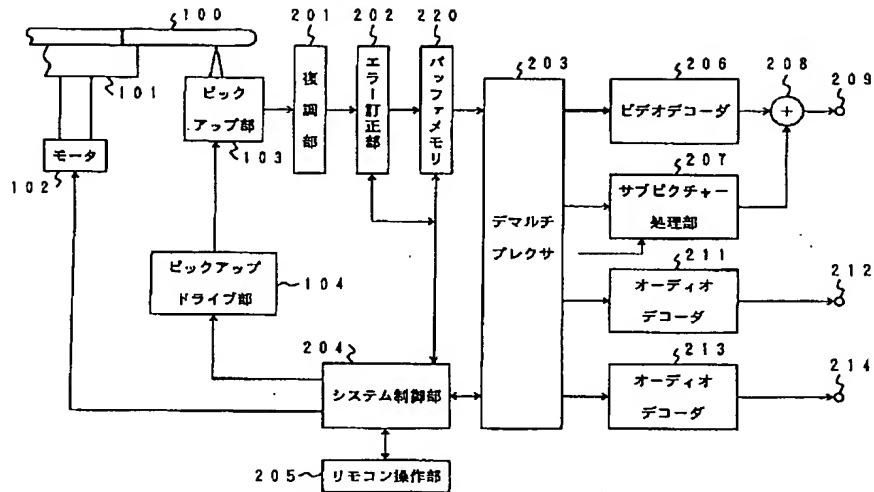 100
201
202
220
203
206
208
209
101
ピック
アップ部
103
復調部
エラー訂正部
バッファメモリ
ビデオデコーダ
+
モータ
102
207
サブピクチャー
処理部
デマルチ
プレクサ
ピックアップ
ドライブ部
104
211
オーディオ
デコーダ
212
204
システム制御部
213
オーディオ
デコーダ
214
205
リモコン操作部